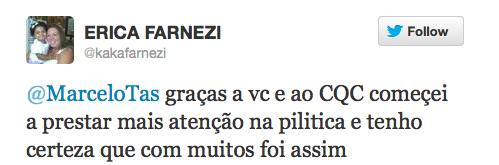 ERICA FARNEZI
@kakafarnezi
Follow
@MarceloTas graças a vc e ao CQC começei
a prestar mais atenção na pilitica e tenho
certeza que com muitos foi assim